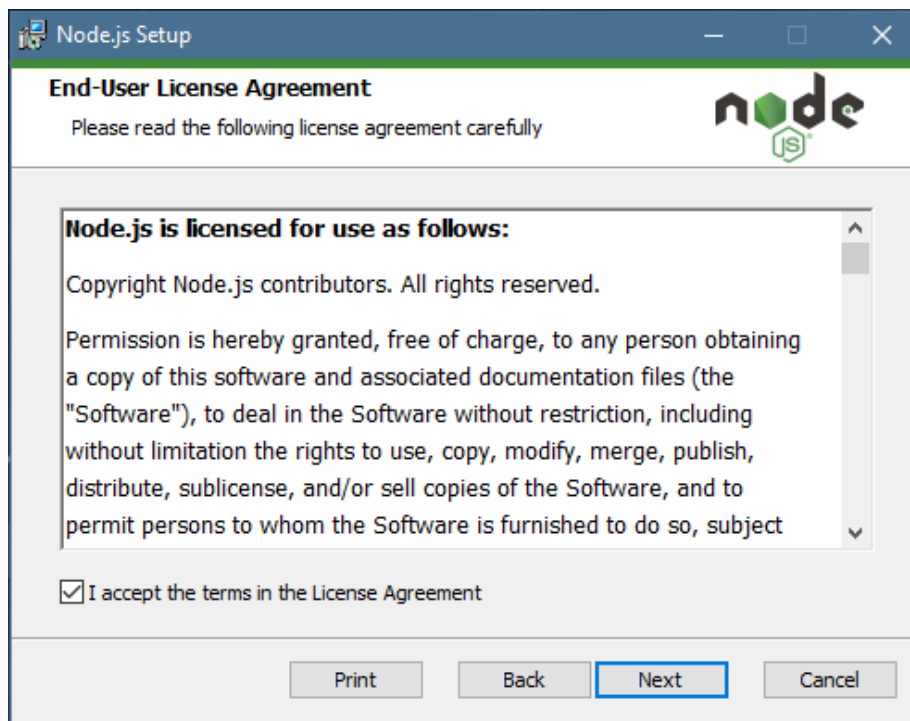 Node.js Setup
End-User License Agreement
Please read the following license agreement carefully
node
JS
Node.js is licensed for use as follows:
Copyright Node.js contributors. All rights reserved.
Permission is hereby granted, free of charge, to any person obtaining
a copy of this software and associated documentation files (the
"Software"), to deal in the Software without restriction, including
without limitation the rights to use, copy, modify, merge, publish,
distribute, sublicense, and/or sell copies of the Software, and to
permit persons to whom the Software is furnished to do so, subject
I accept the terms in the License Agreement
Print Back Next Cancel